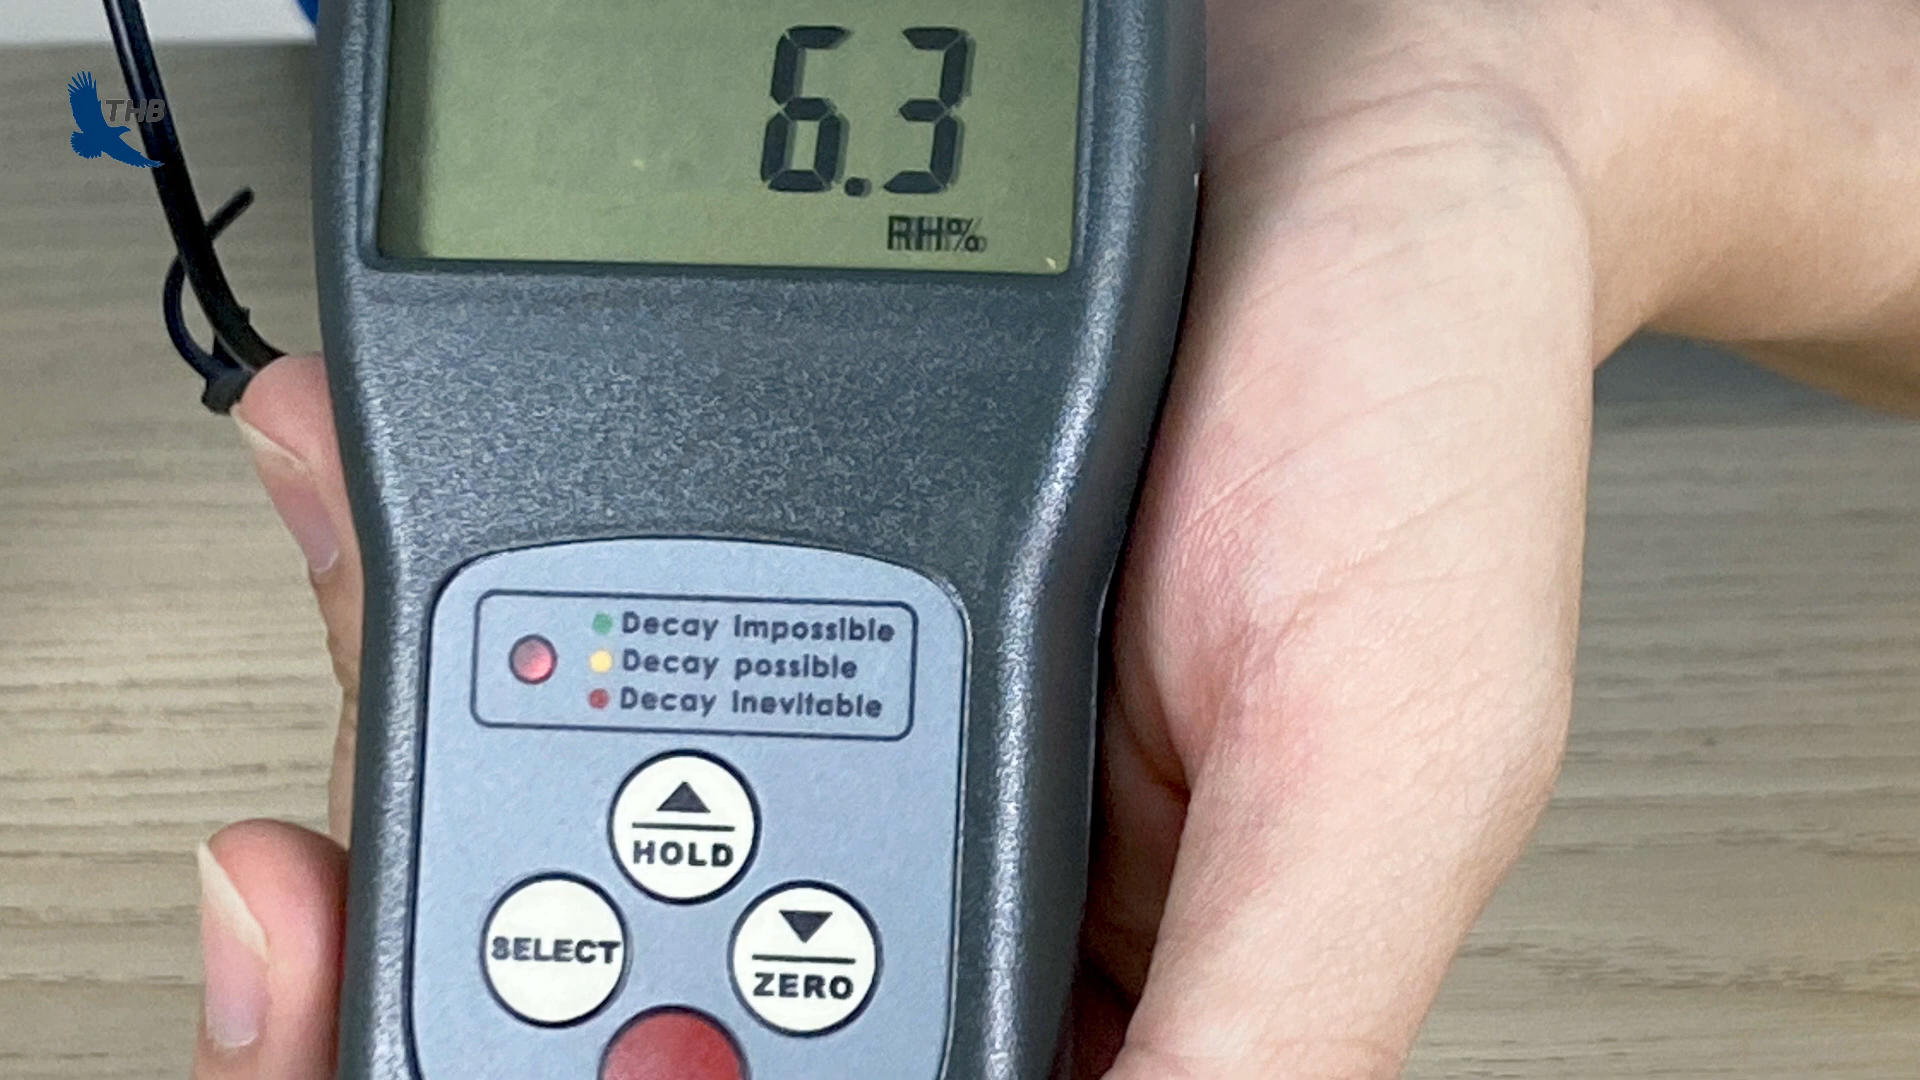 THB
6.3
RH%
Decay Impossible
Decay possible
Decay Inevitable
HOLD
SELECT
ZERO